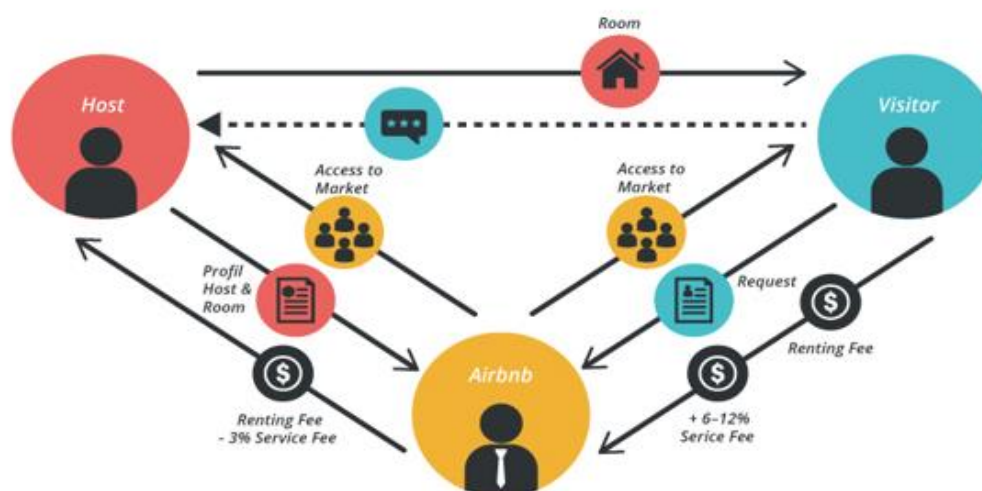 Room
Host
Visitor
Access to
Market
Access to
Market
Profil
Host &
Room
Request
Renting Fee
Airbnb
Renting Fee
- 3% Service Fee
+ 6–12%
Serice Fee